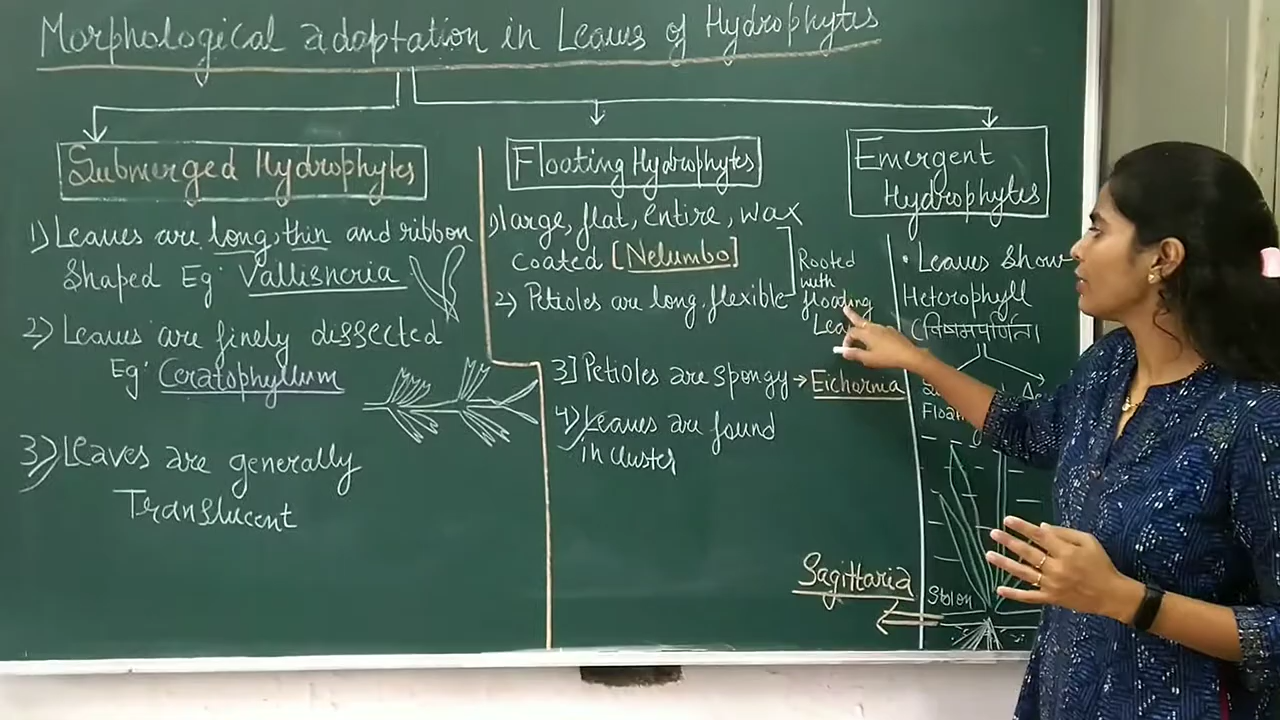 Morphological adaptation in Leaves of Hydrophytes
Submerged Hydrophytes
1) Leaves are long, thin and ribbon
Shaped Eg: Vallisneria
2) Leaves are finely dissected
Eg: Ceratophyllum
3) Leaves are generally
Translucent
Floating Hydrophytes
1) large, flat, entire, wax
coated [Nelumbo]
2) Petioles are long, flexible
Rooted
with
floating
3] Petioles are spongy → Eicharnia
4) Leaves are found
in cluster
Emergent
Hydrophytes
• Leaves Show
Heterophyll
Sagittaria
Stolon